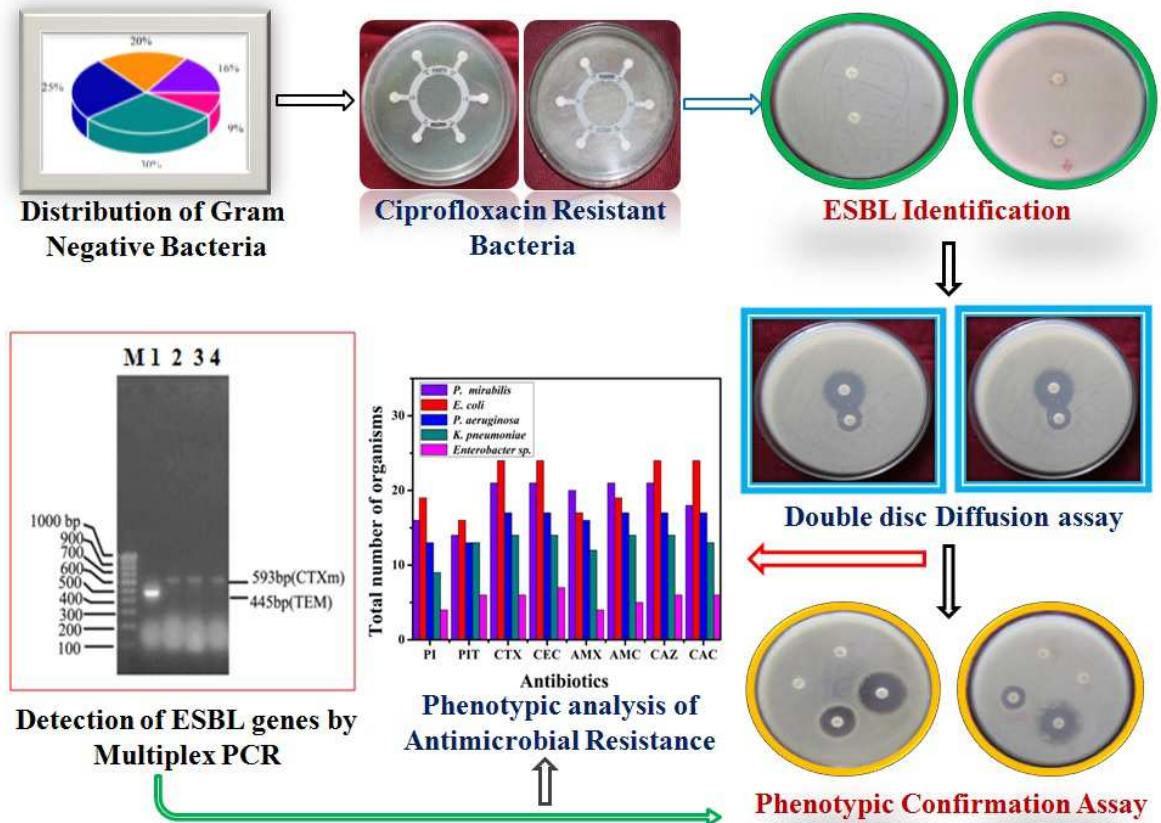 20%
16%
25%
9%
30%
Distribution of Gram
Negative Bacteria
Ciprofloxacin Resistant
Bacteria
ESBL Identification
Double disc Diffusion assay
Phenotypic Confirmation Assay
M 1 2 3 4
1000 bp
900
700
600
500
400
300
200
100
593bp(CTXm)
445bp(TEM)
Detection of ESBL genes by
Multiplex PCR
Total number of organisms
30
20
10
0
P. mirabilis
E. coli
P. aeruginosa
K. pneumoniae
Enterobacter sp.
PI PIT CTX CEC AMX AMC CAZ CAC
Antibiotics
Phenotypic analysis of
Antimicrobial Resistance